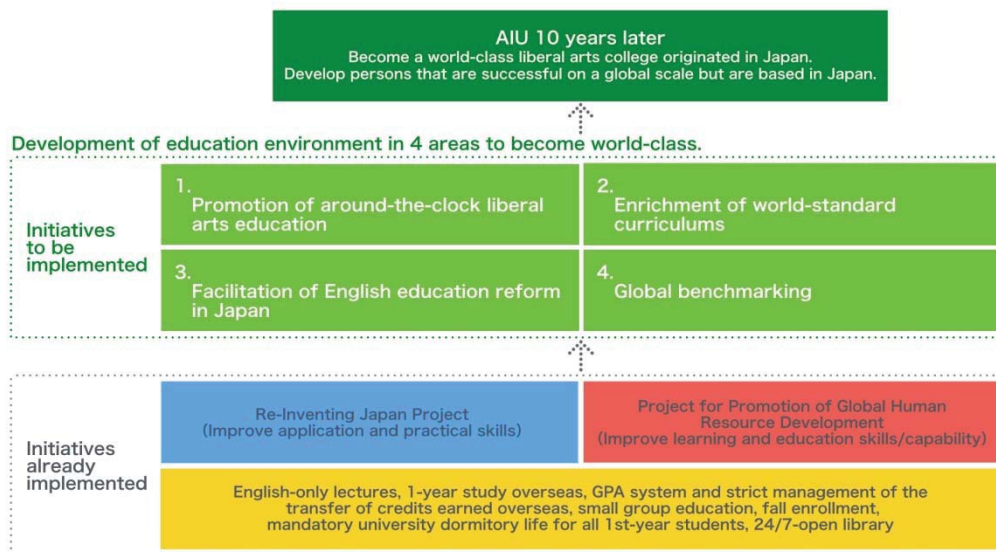 AIU 10 years later
Become a world-class liberal arts college originated in Japan.
Develop persons that are successful on a global scale but are based in Japan.
Development of education environment in 4 areas to become world-class.
Initiatives
to be
implemented
1.
Promotion of around-the-clock liberal
arts education
2.
Enrichment of world-standard
curriculums
3.
Facilitation of English education reform
in Japan
4.
Global benchmarking
Initiatives
already
implemented
Re-Inventing Japan Project
(Improve application and practical skills)
Project for Promotion of Global Human
Resource Development
(Improve learning and education skills/capability)
English-only lectures, 1-year study overseas, GPA system and strict management of the
transfer of credits earned overseas, small group education, fall enrollment,
mandatory university dormitory life for all 1st-year students, 24/7-open library